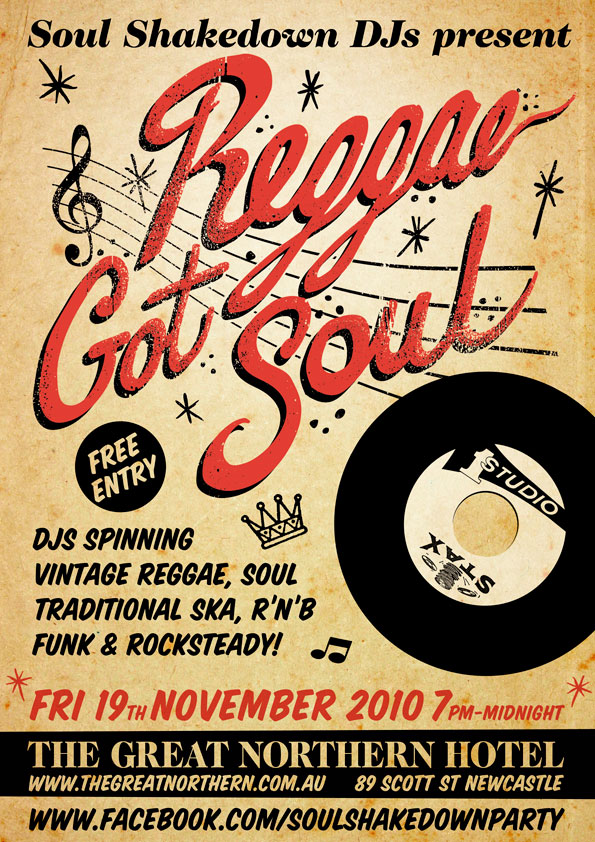 Soul Shakedown DJs present
Reggae
Got Soul
FREE
ENTRY
1 STUDIO
STAX
DJS SPINNING
VINTAGE REGGAE, SOUL
TRADITIONAL SKA, R'N'B
FUNK & ROCKSTEADY!
FRI 19TH NOVEMBER 2010 7PM-MIDNIGHT
THE GREAT NORTHERN HOTEL
WWW.THEGREATNORTHERN.COM.AU 89 SCOTT ST NEWCASTLE
WWW.FACEBOOK.COM/SOULSHAKEDOWNPARTY